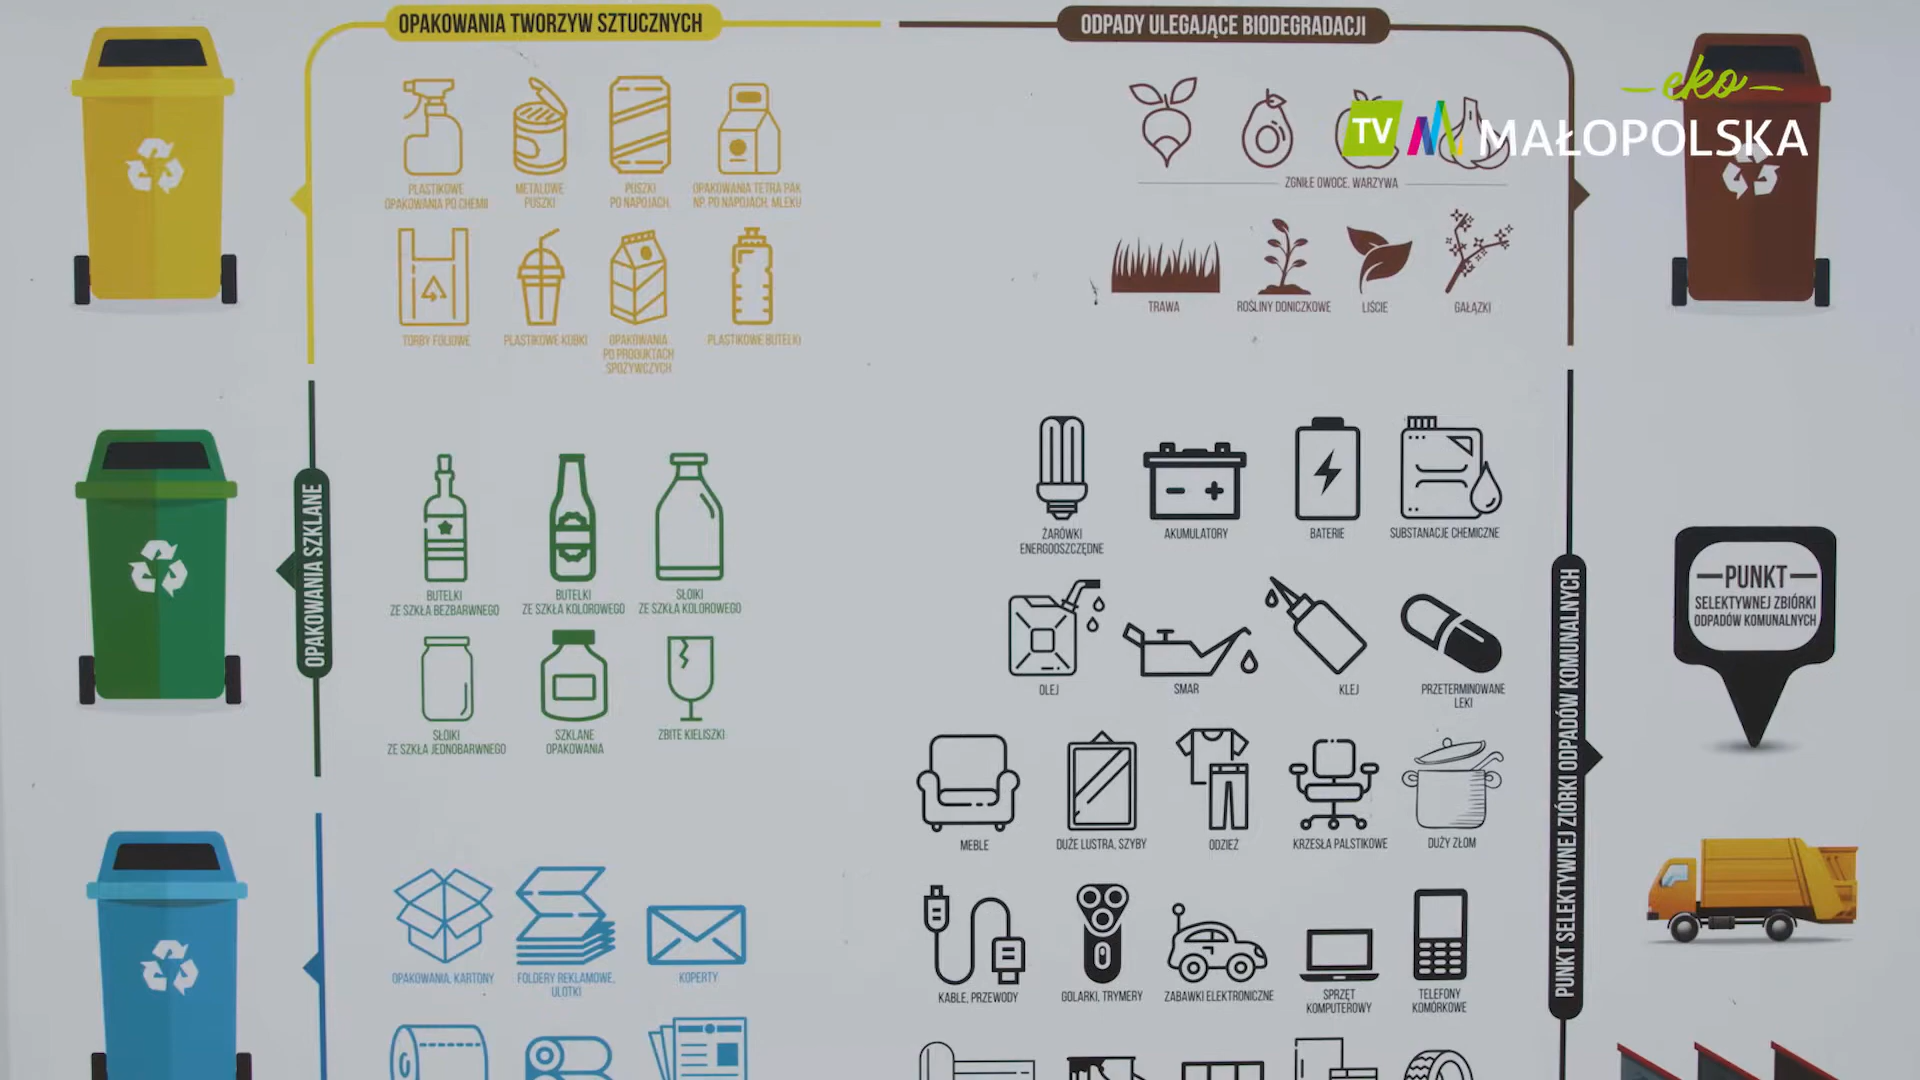 OPAKOWANIA TWORZYW SZTUCZNYCH
PLASTIKOWE
OPAKOWANIA PO CHEMII
METALOWE
PUSZKI
PUSZKI
PO NAPOJACH,
OPAKOWANIA TETRA PAK
NP. PO NAPOJACH, MLEKU
TORBY FOLIOWE
PLASTIKOWE KUBKI
OPAKOWANIA
PO PRODUKTACH
SPOŻYWCZYCH
PLASTIKOWE BUTELKI
ODPADY ULEGAJĄCE BIODEGRADACJI
eko
TV MAŁOPOLSKA
ZGNIŁE OWOCE, WARZYWA
TRAWA
ROŚLINY DONICZKOWE
LIŚCIE
GAŁĄZKI
OPAKOWANIA SZKLANE
BUTELKI
ZE SZKŁA BEZBARWNEGO
BUTELKI
ZE SZKŁA KOLOROWEGO
SŁOIKI
ZE SZKŁA KOLOROWEGO
SŁOIKI
ZE SZKŁA JEDNOBARWNEGO
SZKLANE
OPAKOWANIA
ZBITE KIELISZKI
ŻARÓWKI
ENERGOOSZCZĘDNE
AKUMULATORY
BATERIE
SUBSTANCJE CHEMICZNE
OLEJ
SMAR
KLEJ
PRZETERMINOWANE
LEKI
MEBLE
DUŻE LUSTRA, SZYBY
ODZIEŻ
KRZESŁA PALSTIKOWE
DUŻY ZŁOM
KABLE, PRZEWODY
GOLARKI, TRYMERY
ZABAWKI ELEKTRONICZNE
SPRZĘT
KOMPUTEROWY
TELEFONY
KOMÓRKOWE
PUNKT SELEKTYWNEJ ZIÓRKI ODPADÓW KOMUNALNYCH
PUNKT
SELEKTYWNEJ ZBIÓRKI
ODPADÓW KOMUNALNYCH
OPAKOWANIA, KARTONY
FOLDERY REKLAMOWE,
ULOTKI
KOPERTY